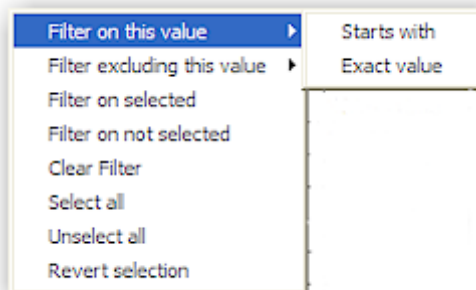 Filter on this value
Starts with
Filter excluding this value
Exact value
Filter on selected
Filter on not selected
Clear Filter
Select all
Unselect all
Revert selection